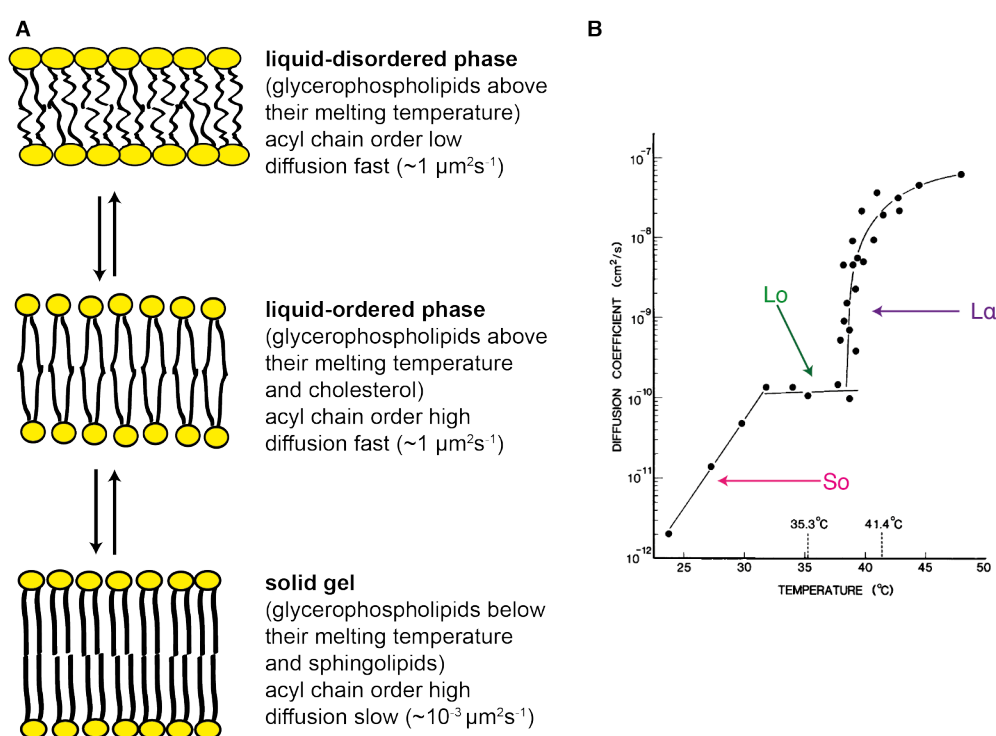 A
liquid-disordered phase
(glycerophospholipids above
their melting temperature)
acyl chain order low
diffusion fast (~1 µm²s⁻¹)
liquid-ordered phase
(glycerophospholipids above
their melting temperature
and cholesterol)
acyl chain order high
diffusion fast (~1 µm²s⁻¹)
solid gel
(glycerophospholipids below
their melting temperature
and sphingolipids)
acyl chain order high
diffusion slow (~10⁻³ µm²s⁻¹)
B
DIFFUSION COEFFICIENT (cm²/s)
10⁻⁷
10⁻⁸
10⁻⁹
10⁻¹⁰
10⁻¹¹
10⁻¹²
Lo
Lα
So
35.3°C
41.4°C
25
30
35
40
45
50
TEMPERATURE (°C)